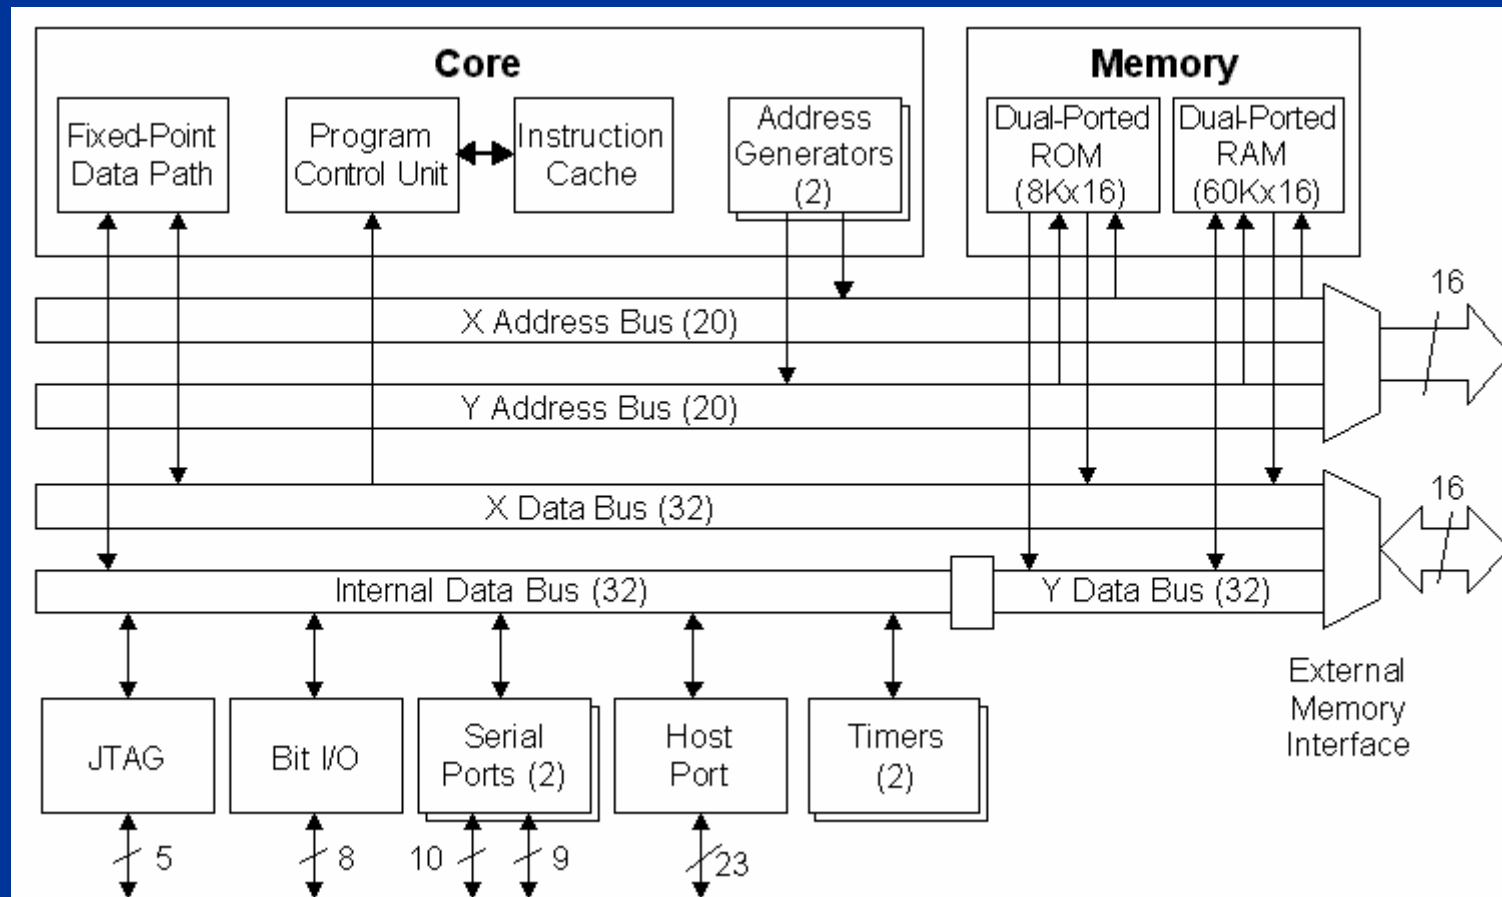 Core
Memory
Fixed-Point
Data Path
Program
Control Unit
Instruction
Cache
Address
Generators
(2)
Dual-Ported
ROM
(8Kx16)
Dual-Ported
RAM
(60Kx16)
16
X Address Bus (20)
Y Address Bus (20)
16
X Data Bus (32)
Internal Data Bus (32)
Y Data Bus (32)
External
Memory
Interface
JTAG
Bit I/O
Serial
Ports (2)
Host
Port
Timers
(2)
5
8
10
9
23